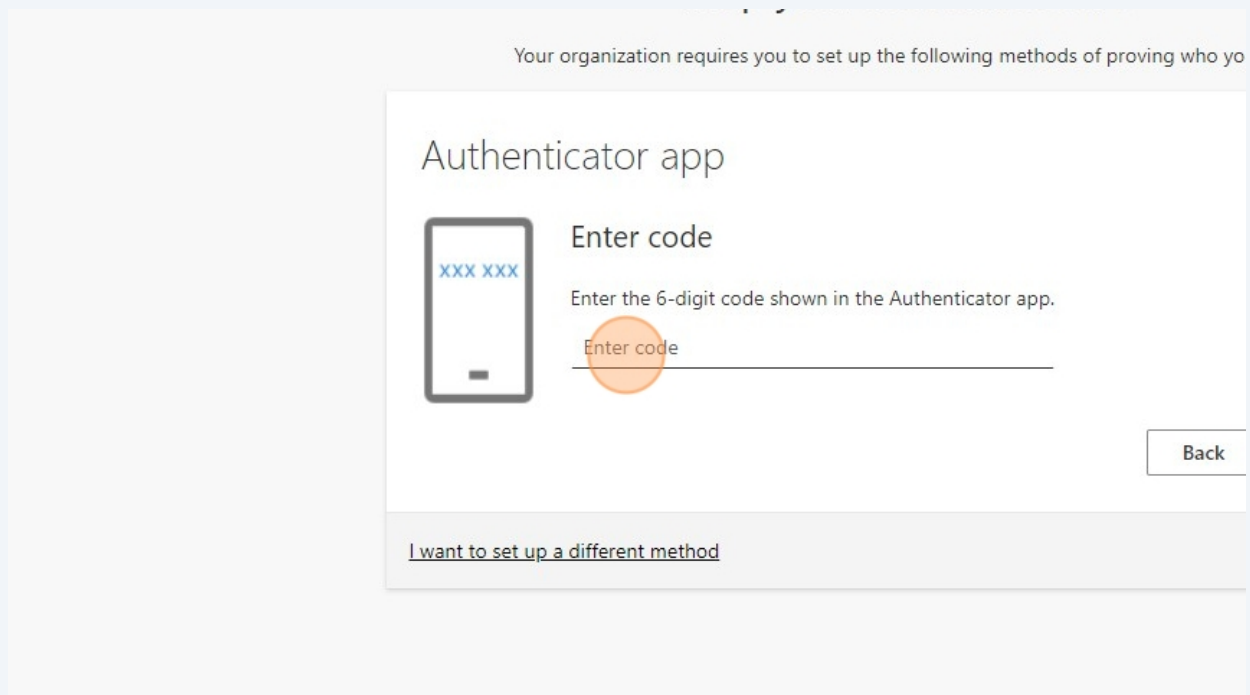 Your organization requires you to set up the following methods of proving who yo
Authenticator app
Enter code
xxx xxx
Enter the 6-digit code shown in the Authenticator app.
Enter code
Back
I want to set up a different method